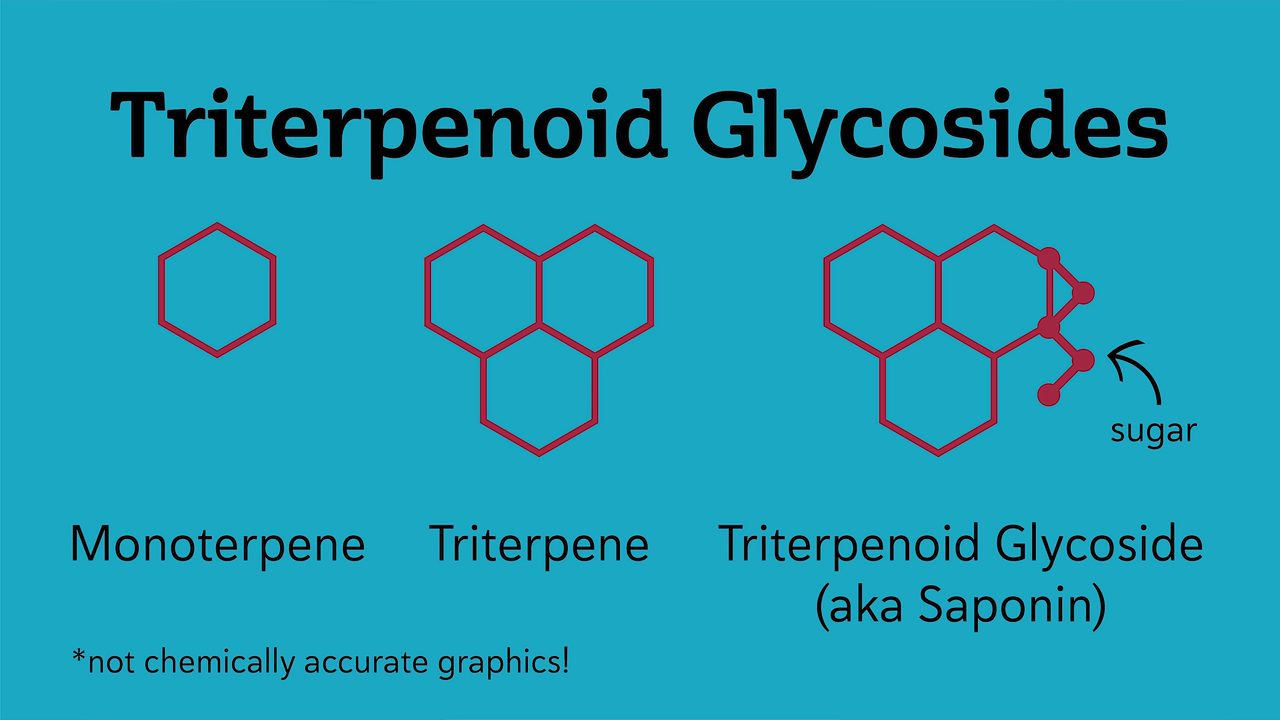 Triterpenoid Glycosides
sugar
Monoterpene
Triterpene
Triterpenoid Glycoside
(aka Saponin)
*not chemically accurate graphics!